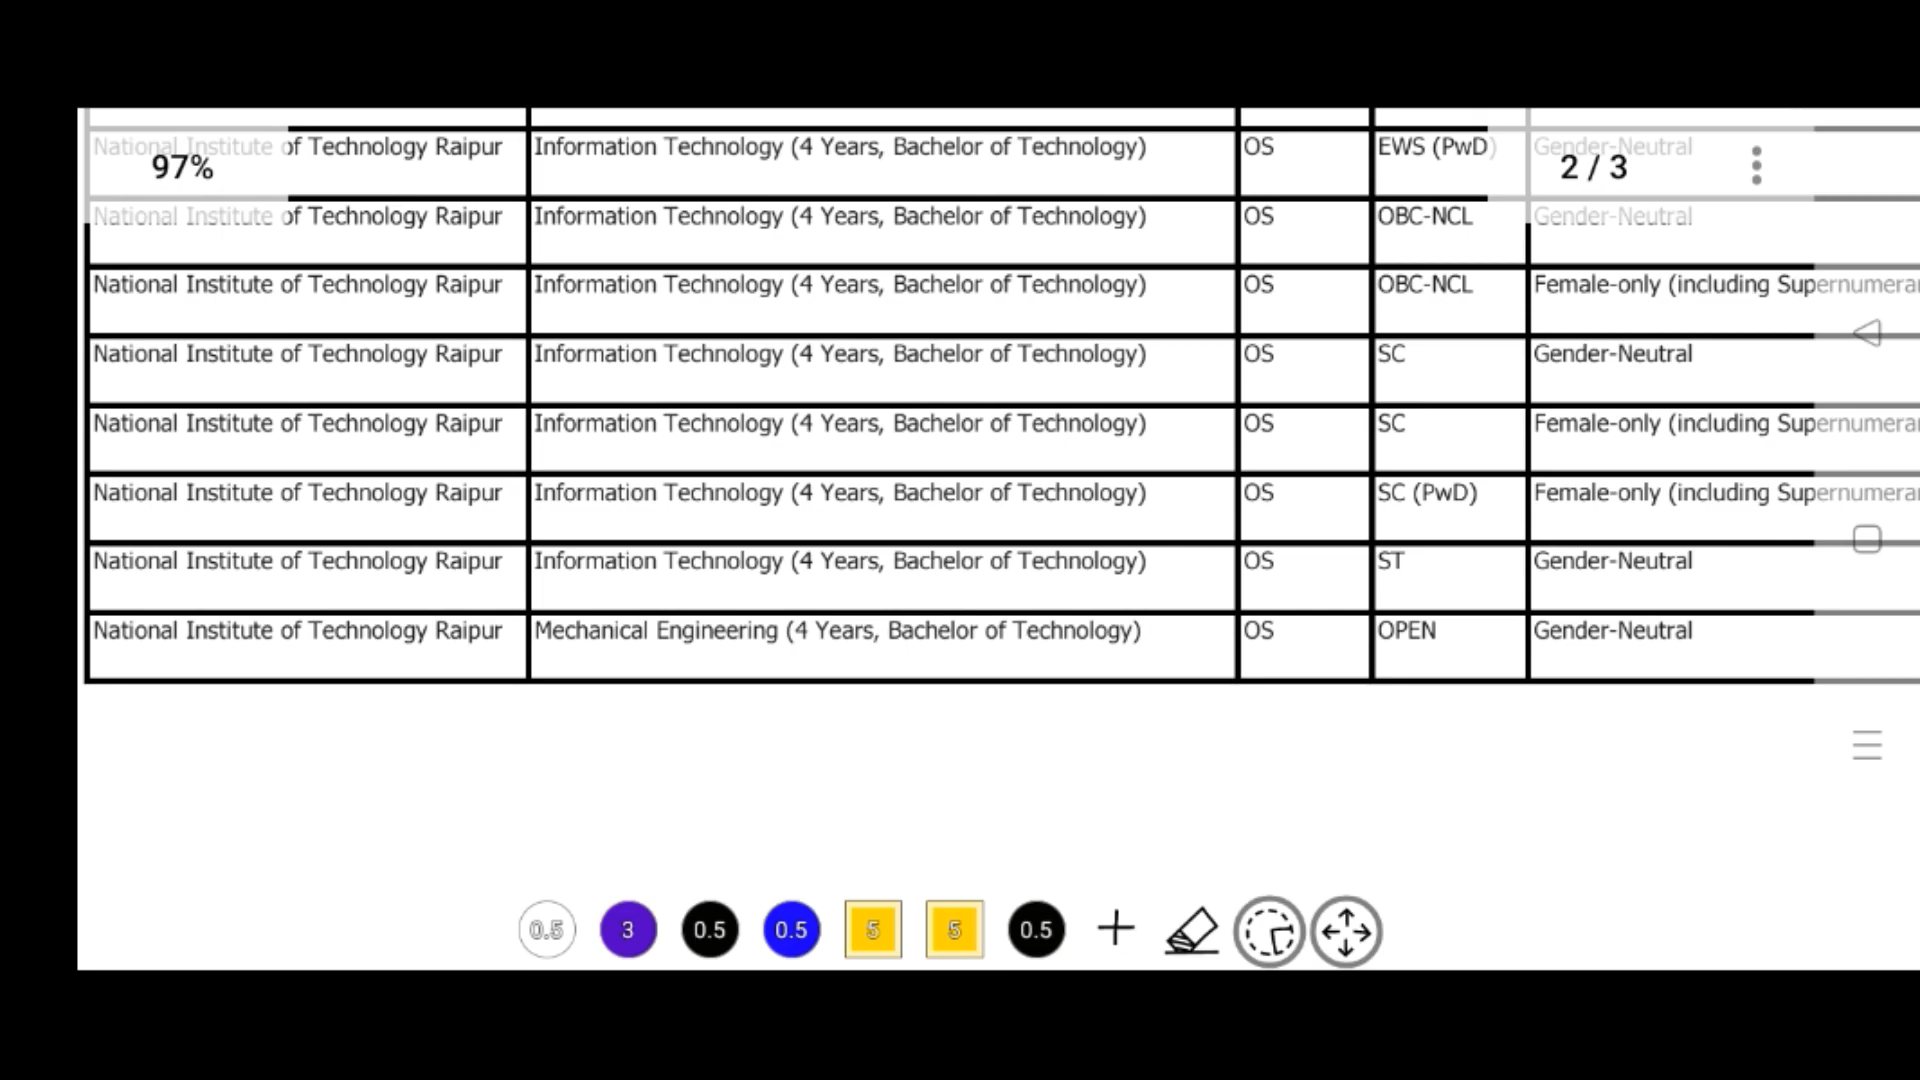 National Institute of Technology Raipur Information Technology (4 Years, Bachelor of Technology) OS EWS (PwD) Gender-Neutral
97% 2 / 3
National Institute of Technology Raipur Information Technology (4 Years, Bachelor of Technology) OS OBC-NCL Gender-Neutral
National Institute of Technology Raipur Information Technology (4 Years, Bachelor of Technology) OS OBC-NCL Female-only (including Supernumerar
National Institute of Technology Raipur Information Technology (4 Years, Bachelor of Technology) OS SC Gender-Neutral
National Institute of Technology Raipur Information Technology (4 Years, Bachelor of Technology) OS SC Female-only (including Supernumerar
National Institute of Technology Raipur Information Technology (4 Years, Bachelor of Technology) OS SC (PwD) Female-only (including Supernumerar
National Institute of Technology Raipur Information Technology (4 Years, Bachelor of Technology) OS ST Gender-Neutral
National Institute of Technology Raipur Mechanical Engineering (4 Years, Bachelor of Technology) OS OPEN Gender-Neutral
0.5 3 0.5 0.5 5 5 0.5